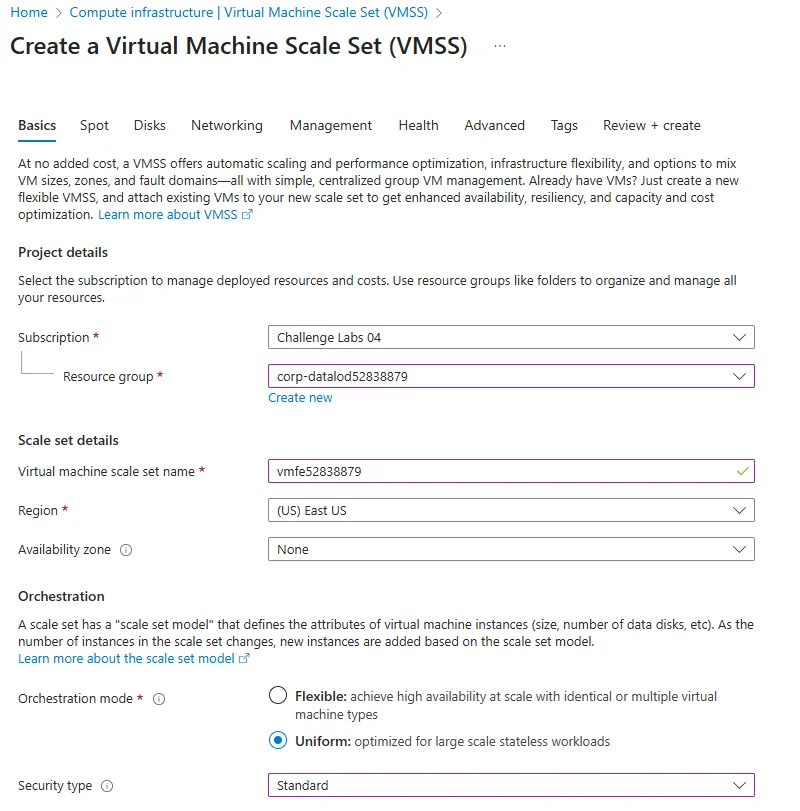 Home > Compute infrastructure | Virtual Machine Scale Set (VMSS) >
Create a Virtual Machine Scale Set (VMSS) ...
Basics Spot Disks Networking Management Health Advanced Tags Review + create
At no added cost, a VMSS offers automatic scaling and performance optimization, infrastructure flexibility, and options to mix
VM sizes, zones, and fault domains—all with simple, centralized group VM management. Already have VMs? Just create a new
flexible VMSS, and attach existing VMs to your new scale set to get enhanced availability, resiliency, and capacity and cost
optimization. Learn more about VMSS
Project details
Select the subscription to manage deployed resources and costs. Use resource groups like folders to organize and manage all
your resources.
Subscription * Challenge Labs 04
Resource group * corp-datalod52838879
Create new
Scale set details
Virtual machine scale set name * vmfe52838879
Region * (US) East US
Availability zone None
Orchestration
A scale set has a "scale set model" that defines the attributes of virtual machine instances (size, number of data disks, etc). As the
number of instances in the scale set changes, new instances are added based on the scale set model.
Learn more about the scale set model
Orchestration mode * Flexible: achieve high availability at scale with identical or multiple virtual
machine types
Uniform: optimized for large scale stateless workloads
Security type Standard